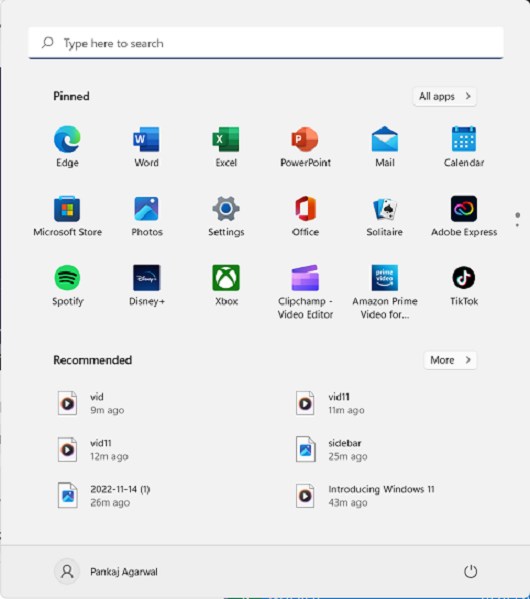 Type here to search
Pinned
All apps >
Edge
Word
Excel
PowerPoint
Mail
Calendar
Microsoft Store
Photos
Settings
Office
Solitaire
Adobe Express
Spotify
Disney+
Xbox
Clipchamp -
Video Editor
prime video
Amazon Prime
Video for...
TikTok
Recommended
More >
vid
9m ago
vid11
11m ago
vid11
12m ago
sidebar
25m ago
2022-11-14 (1)
26m ago
Introducing Windows 11
43m ago
Pankaj Agarwal